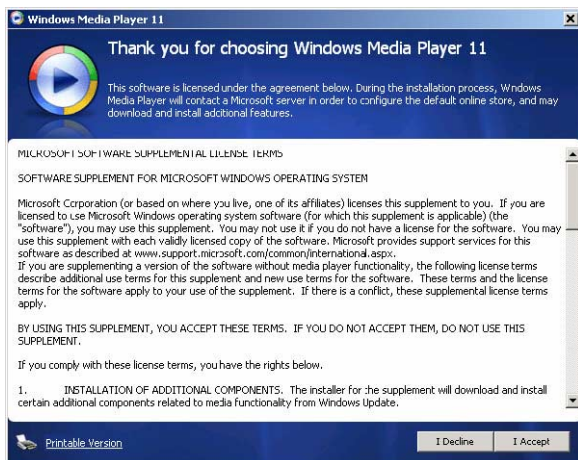 Windows Media Player 11
Thank you for choosing Windows Media Player 11
This software is licensed under the agreement below. During the installation process, Windows
Media Player will contact a Microsoft server in order to configure the default online store, and may
download and install additional features.
MICROSOFT SOFTWARE SUPPLEMENTAL LICENSE TERMS
SOFTWARE SUPPLEMENT FOR MICROSOFT WINDOWS OPERATING SYSTEM
Microsoft Corporation (or based on where you live, one of its affiliates) licenses this supplement to you. If you are
licensed to use Microsoft Windows operating system software (for which this supplement is applicable) (the
"software"), you may use this supplement. You may not use it if you do not have a license for the software. You may
use this supplement with each validly licensed copy of the software. Microsoft provides support services for this
software as described at www.support.microsoft.com/common/international.aspx.
If you are supplementing a version of the software without media player functionality, the following license terms
describe additional use terms for this supplement and new use terms for the software. These terms and the license
terms for the software apply to your use of the supplement. If there is a conflict, these supplemental license terms
apply.
BY USING THIS SUPPLEMENT, YOU ACCEPT THESE TERMS. IF YOU DO NOT ACCEPT THEM, DO NOT USE THIS
SUPPLEMENT.
If you comply with these license terms, you have the rights below.
1. INSTALLATION OF ADDITIONAL COMPONENTS. The installer for the supplement will download and install
certain additional components related to media functionality from Windows Update.
Printable Version
I Decline
I Accept